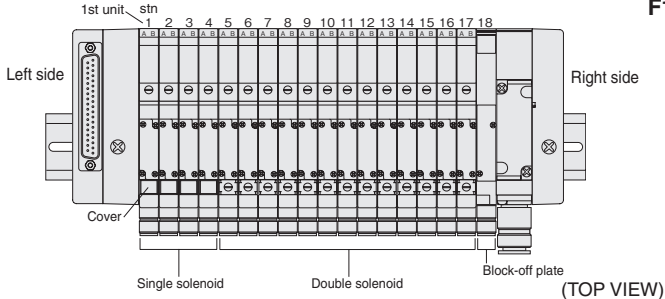 F
1st unit stn
1 2 3 4 5 6 7 8 9 10 11 12 13 14 15 16 17 18
A B A B A B A B A B A B A B A B A B A B A B A B A B A B A B A B A B
Left side
Right side
Cover
Single solenoid
Double solenoid
Block-off plate
(TOP VIEW)